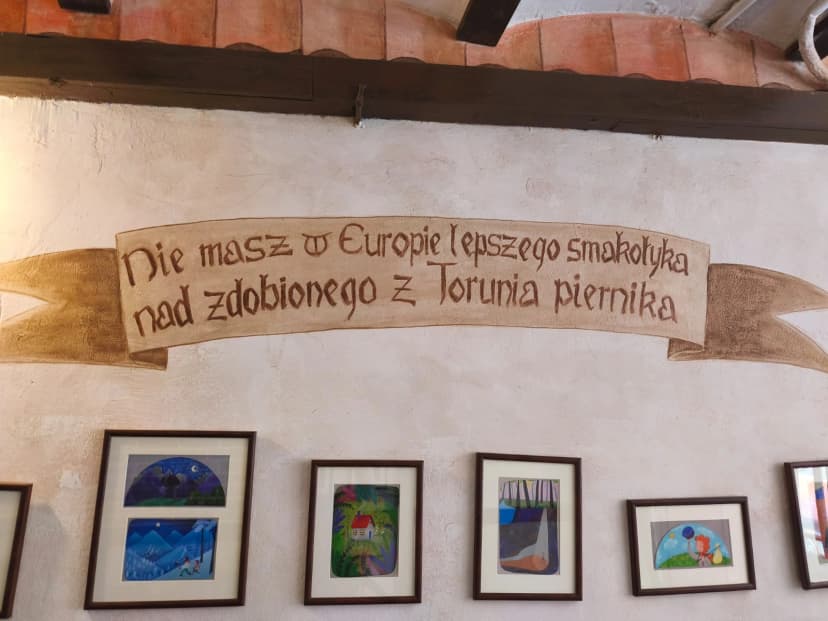 Nie masz w Europie lepszego smakołyka
nad zdobionego z Torunia piernika